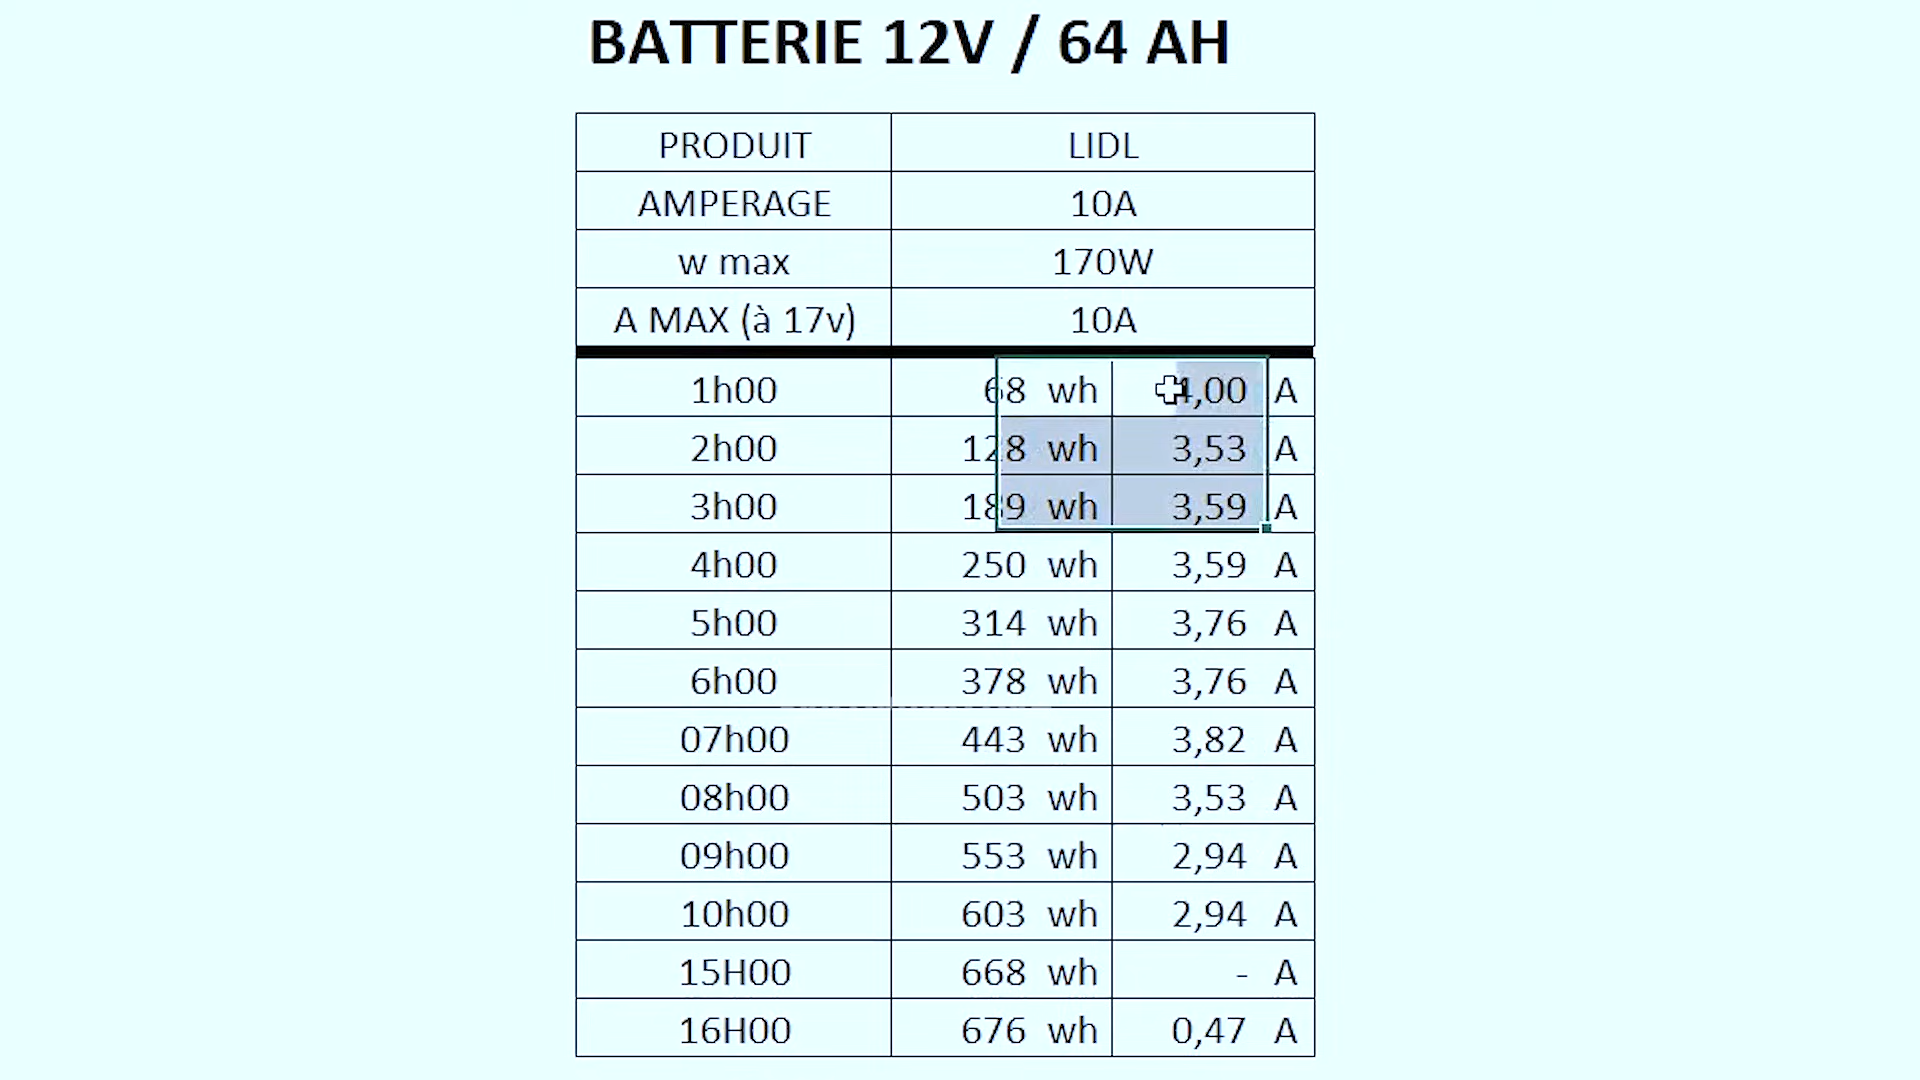 BATTERIE 12V / 64 AH
PRODUIT LIDL
AMPERAGE 10A
w max 170W
A MAX (à 17v) 10A
1h00 68 wh 4,00 A
2h00 128 wh 3,53 A
3h00 189 wh 3,59 A
4h00 250 wh 3,59 A
5h00 314 wh 3,76 A
6h00 378 wh 3,76 A
07h00 443 wh 3,82 A
08h00 503 wh 3,53 A
09h00 553 wh 2,94 A
10h00 603 wh 2,94 A
15H00 668 wh - A
16H00 676 wh 0,47 A